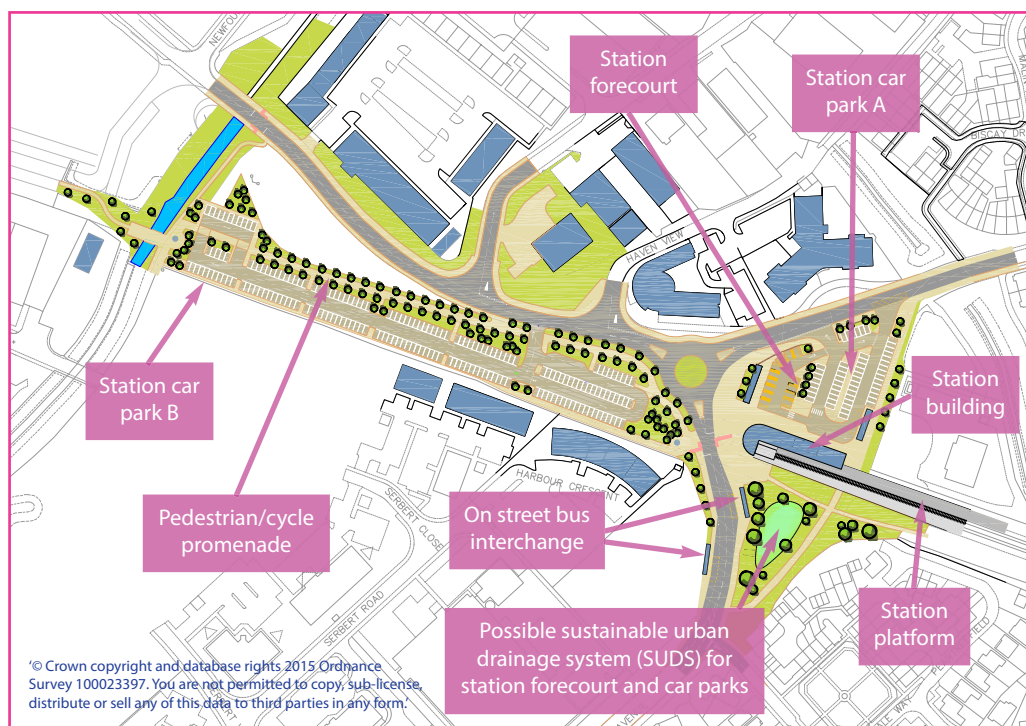 Station
forecourt
Station car
park A
Station
building
Station car
park B
Pedestrian/cycle
promenade
On street bus
interchange
Possible sustainable urban
drainage system (SUDS) for
station forecourt and car parks
Station
platform
HAVEN VIEW
BISCAY DR
HARBOUR CRESCENT
SERBERT CLOSE
SERBERT ROAD
NEWFOU
'© Crown copyright and database rights 2015 Ordnance
Survey 100023397. You are not permitted to copy, sub-license,
distribute or sell any of this data to third parties in any form.'